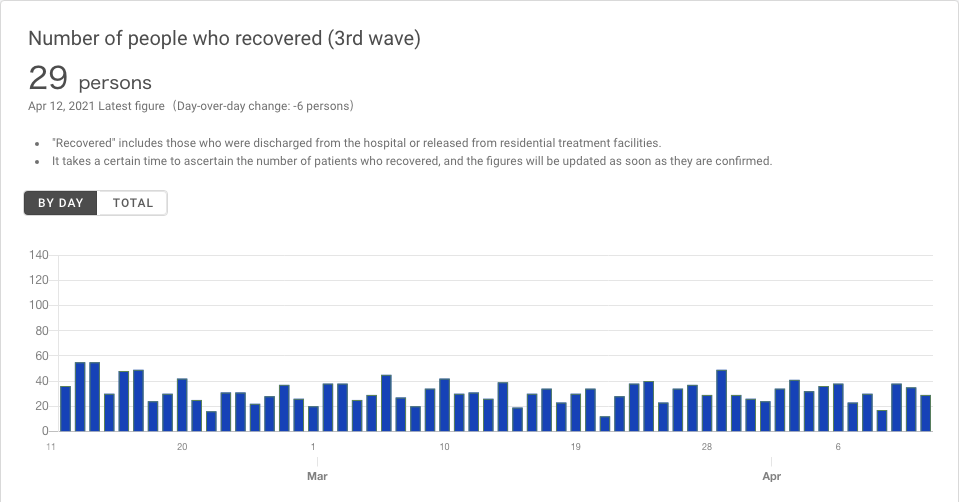 Number of people who recovered (3rd wave)
29 persons
Apr 12, 2021 Latest figure (Day-over-day change: -6 persons)
• "Recovered" includes those who were discharged from the hospital or released from residential treatment facilities.
• It takes a certain time to ascertain the number of patients who recovered, and the figures will be updated as soon as they are confirmed.
BY DAY TOTAL
140
120
100
80
60
40
20
0
11 20 1 10 19 28 6
Mar Apr